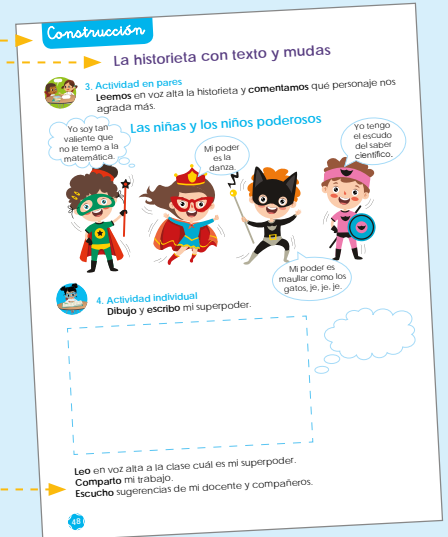 Construcción
La historieta con texto y mudas
3. Actividad en pares
Leemos en voz alta la historieta y comentamos qué personaje nos
agrada más.
Las niñas y los niños poderosos
Yo soy tan
valiente que
no le temo a la
matemática.
Mi poder
es la
danza.
Yo tengo
el escudo
del saber
científico.
Mi poder es
maullar como los
gatos, je, je, je.
4. Actividad individual
Dibujo y escribo mi superpoder.
Leo en voz alta a la clase cuál es mi superpoder.
Comparto mi trabajo.
Escucho sugerencias de mi docente y compañeros.
48